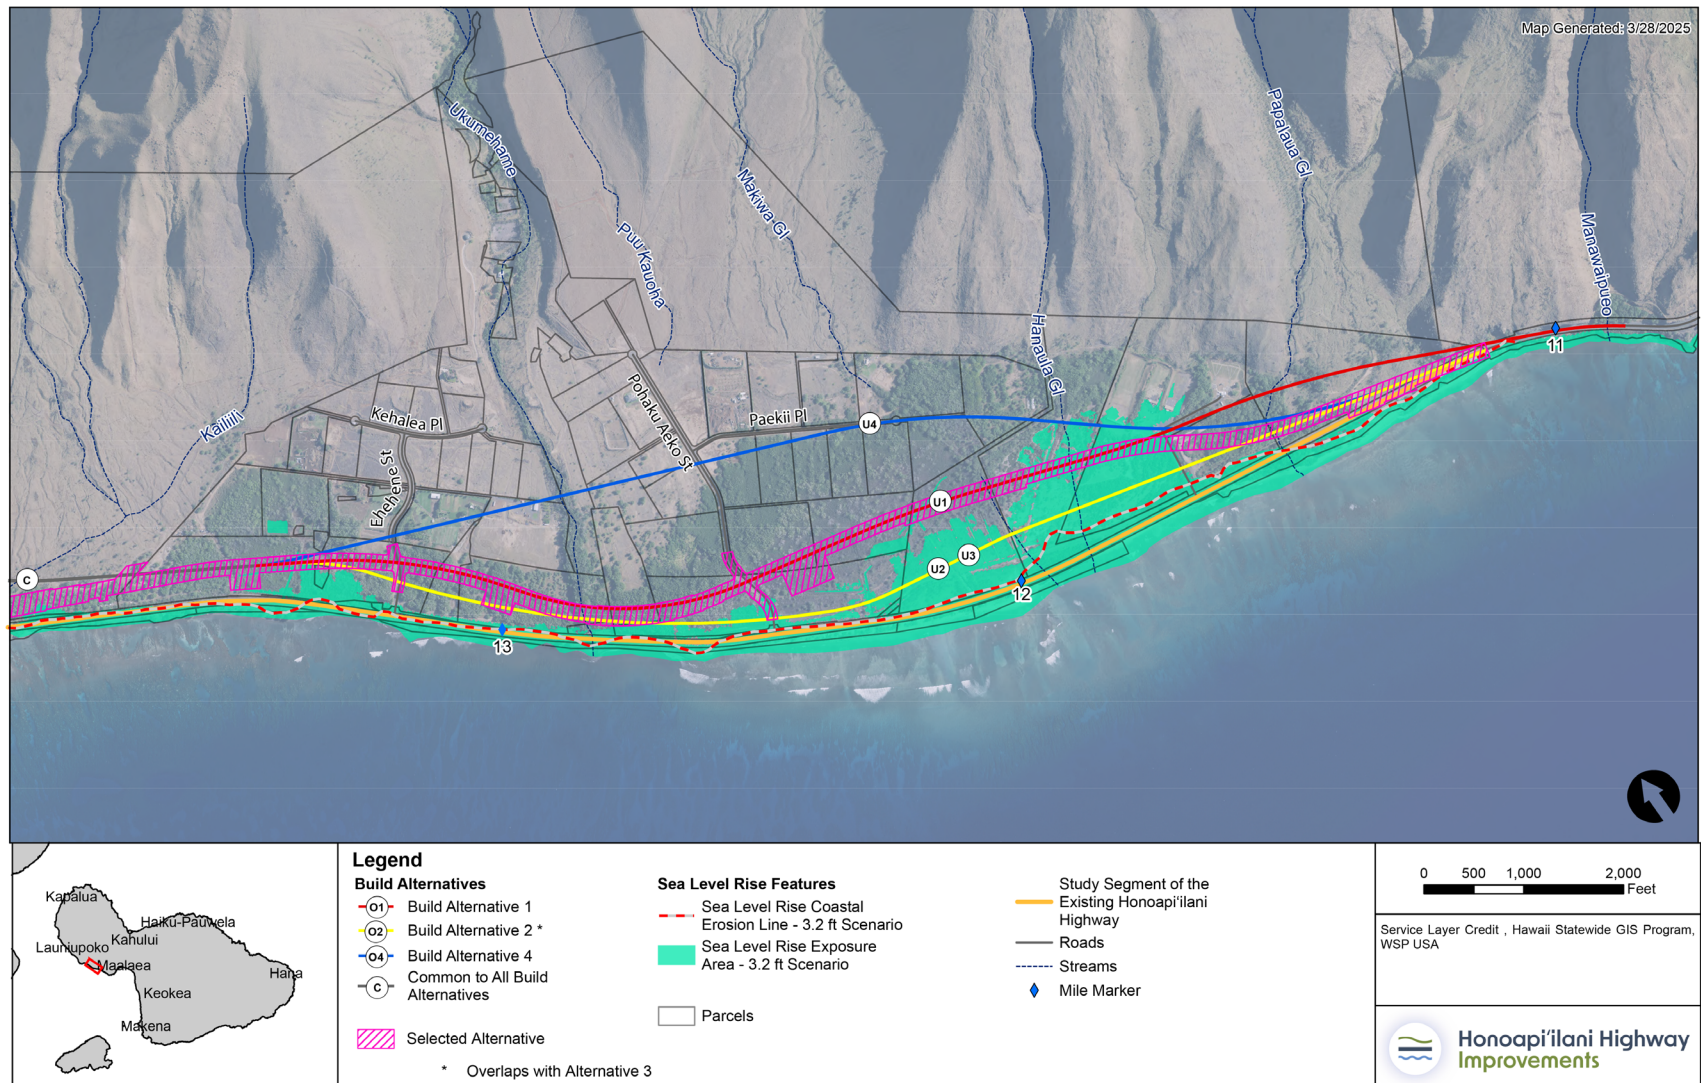 Map Generated: 3/28/2025
Ukumehame
Puu Kauoha
Makiwa Gl
Hanaula Gl
Papalaua Gl
Manawaipueo
Kailiili
Kehalea Pl
Ehehene St
Pohaku Aeko St
Paekii Pl
U4
U1
U3
U2
C
11
12
13
Kapalua
Haiku-Pauwela
Kahului
Launiupoko
Maalaea
Hana
Keokea
Makena
Legend
Build Alternatives
O1 Build Alternative 1
O2 Build Alternative 2 *
O4 Build Alternative 4
C Common to All Build
Alternatives
Selected Alternative
* Overlaps with Alternative 3
Sea Level Rise Features
Sea Level Rise Coastal
Erosion Line - 3.2 ft Scenario
Sea Level Rise Exposure
Area - 3.2 ft Scenario
Parcels
Study Segment of the
Existing Honoapiʻilani
Highway
Roads
Streams
Mile Marker
0 500 1,000 2,000
Feet
Service Layer Credit , Hawaii Statewide GIS Program,
WSP USA
Honoapiʻilani Highway
Improvements